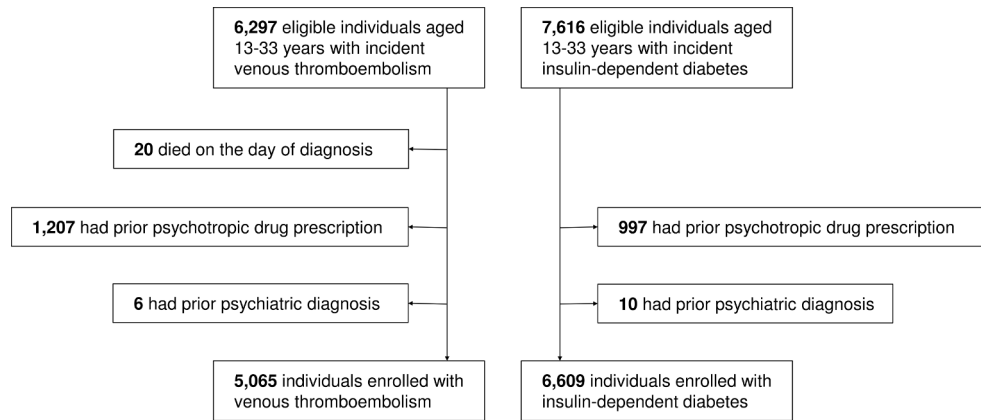 6,297 eligible individuals aged
13-33 years with incident
venous thromboembolism
7,616 eligible individuals aged
13-33 years with incident
insulin-dependent diabetes
20 died on the day of diagnosis
1,207 had prior psychotropic drug prescription
997 had prior psychotropic drug prescription
6 had prior psychiatric diagnosis
10 had prior psychiatric diagnosis
5,065 individuals enrolled with
venous thromboembolism
6,609 individuals enrolled with
insulin-dependent diabetes